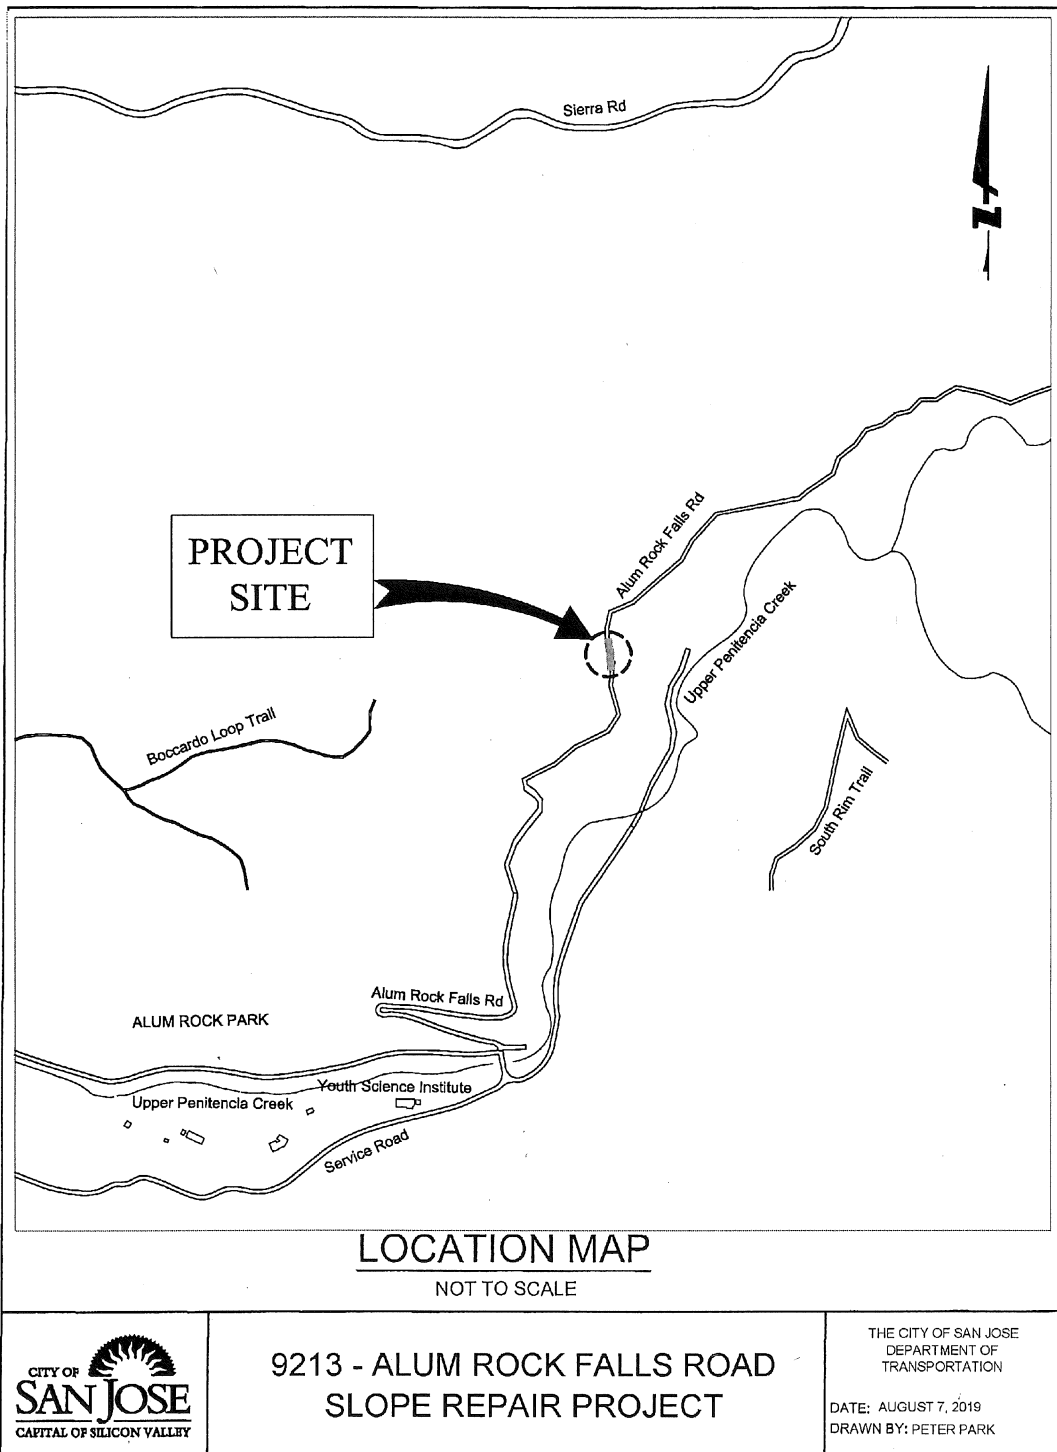 Sierra Rd
N
Alum Rock Falls Rd
PROJECT
SITE
Upper Penitencia Creek
Boccardo Loop Trail
South Rim Trail
Alum Rock Falls Rd
ALUM ROCK PARK
Youth Science Institute
Upper Penitencia Creek
Service Road
LOCATION MAP
NOT TO SCALE
CITY OF
SAN JOSE
CAPITAL OF SILICON VALLEY
9213 - ALUM ROCK FALLS ROAD
SLOPE REPAIR PROJECT
THE CITY OF SAN JOSE
DEPARTMENT OF
TRANSPORTATION
DATE: AUGUST 7, 2019
DRAWN BY: PETER PARK